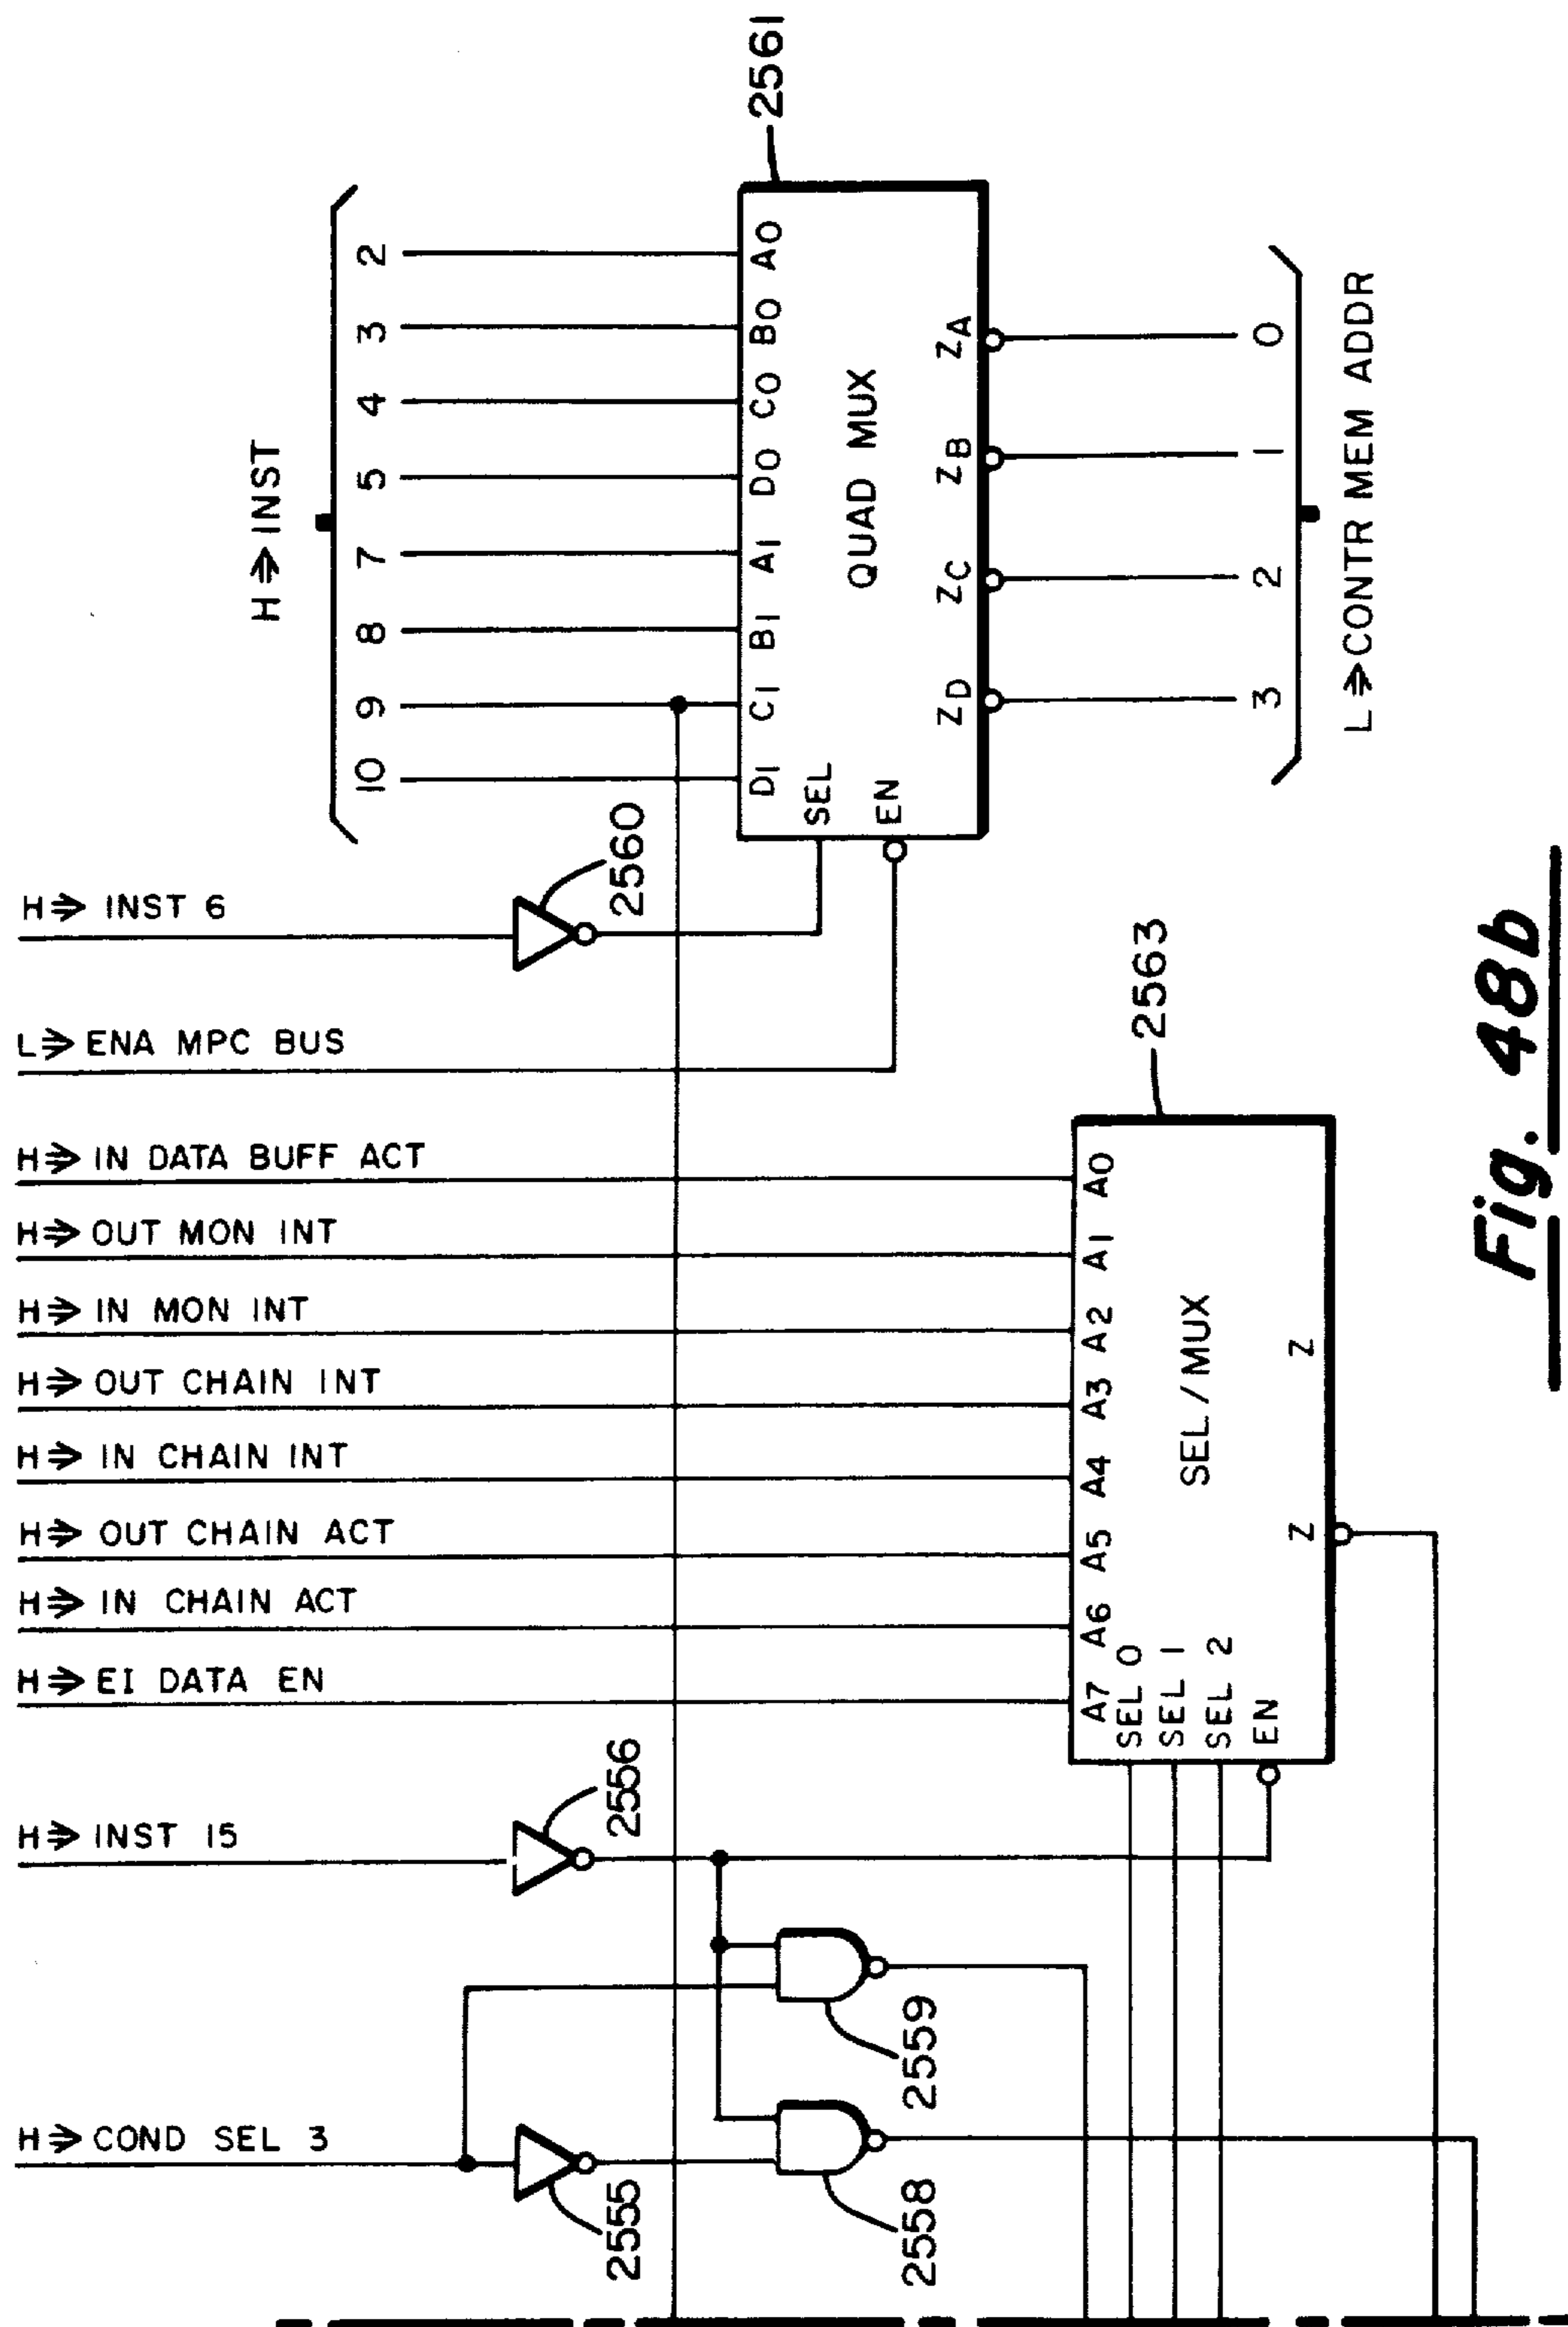 H⇒ INST
10 9 8 7 5 4 3 2
D1 C1 B1 A1 D0 C0 B0 A0
SEL
EN
QUAD MUX
ZD ZC ZB ZA
2561
3 2 1 0
L⇒ CONTR MEM ADDR
H⇒ INST 6
2560
L⇒ ENA MPC BUS
H⇒ IN DATA BUFF ACT
H⇒ OUT MON INT
H⇒ IN MON INT
H⇒ OUT CHAIN INT
H⇒ IN CHAIN INT
H⇒ OUT CHAIN ACT
H⇒ IN CHAIN ACT
H⇒ EI DATA EN
A7 A6 A5 A4 A3 A2 A1 A0
SEL 0
SEL 1
SEL 2
EN
SEL/MUX
Z Z
2563
H⇒ INST 15
2556
2559
H⇒ COND SEL 3
2555
2558
Fig. 48b